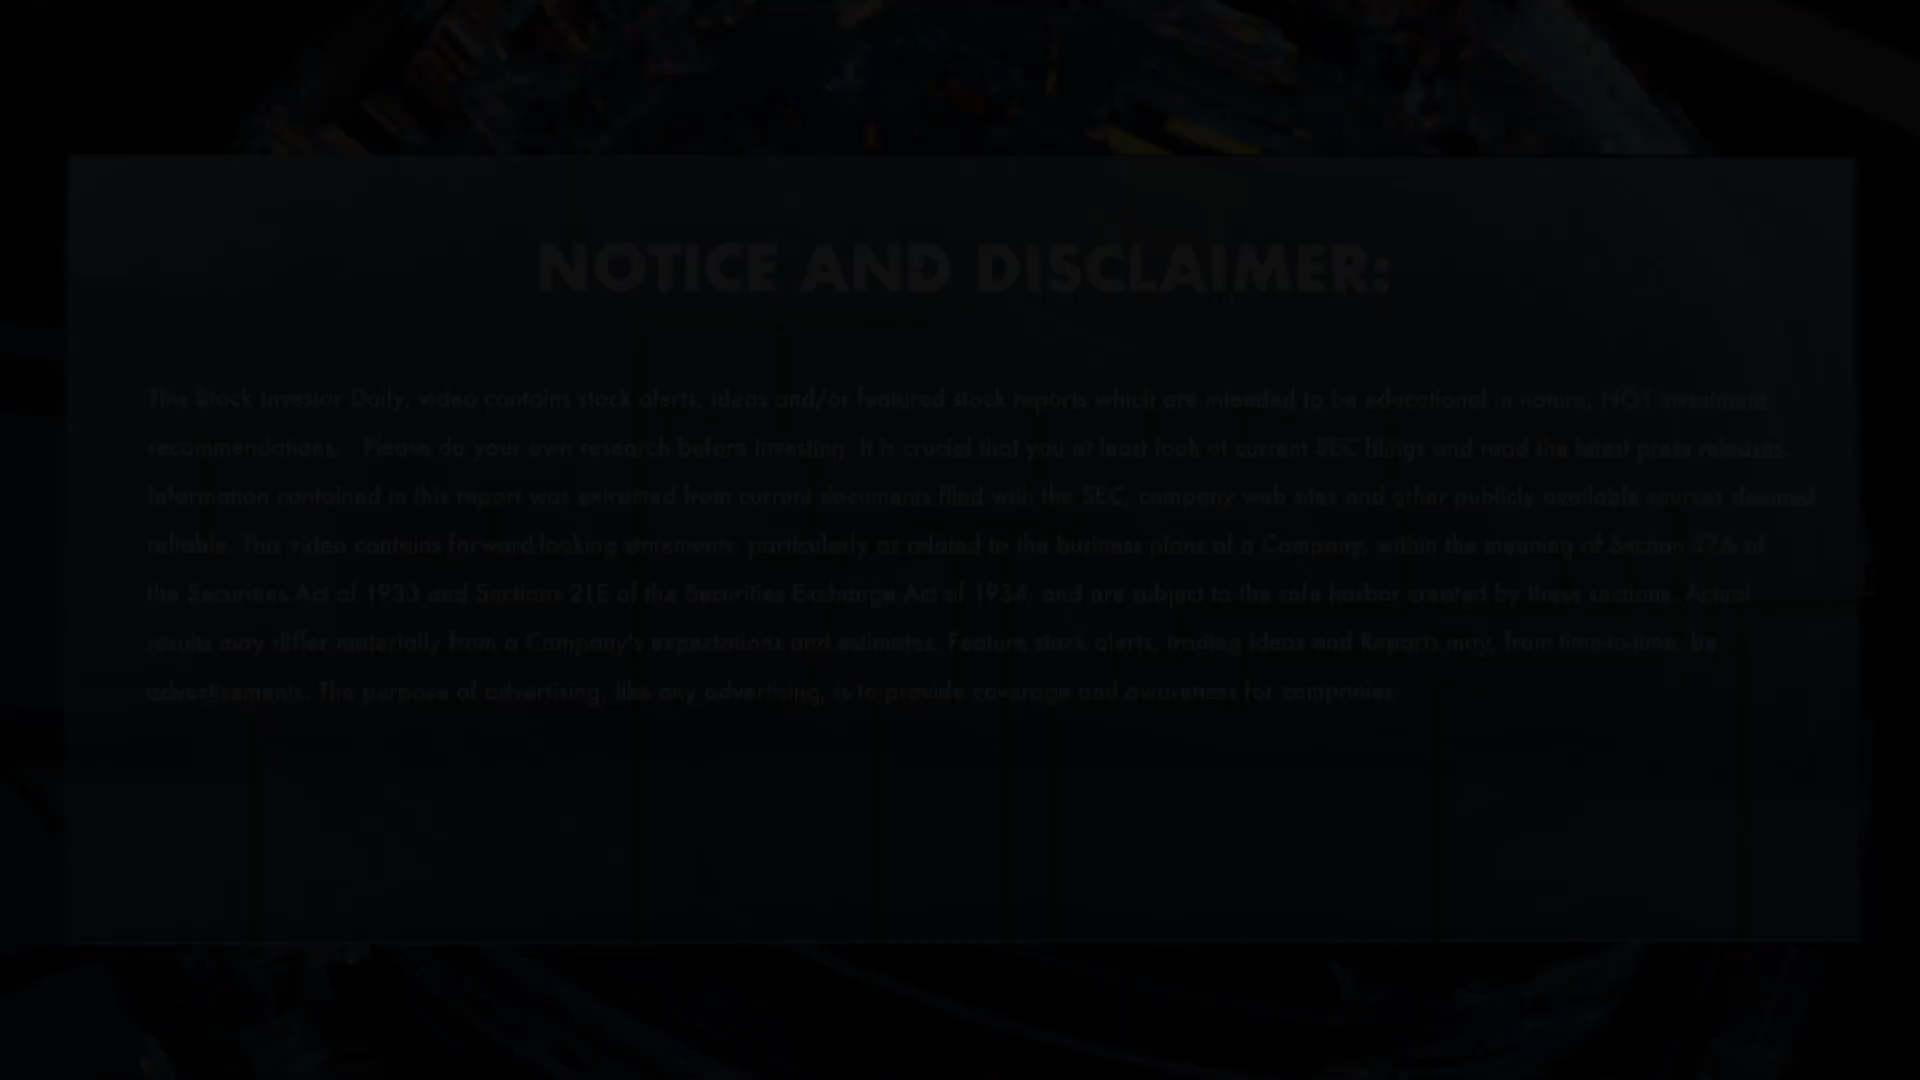 NOTICE AND DISCLAIMER:
This Stock Investor Daily, video contains stock alerts, ideas and/or featured stock reports which are intended to be educational in nature, NOT investment
recommendations. Please do your own research before investing. It is crucial that you at least look at current SEC filings and read the latest press releases.
Information contained in this report was extracted from current documents filed with the SEC, company web sites and other publicly available sources deemed
reliable. This video contains forward-looking statements, particularly as related to the business plans of a Company, within the meaning of Section 27A of
the Securities Act of 1933 and Sections 21E of the Securities Exchange Act of 1934, and are subject to the safe harbor created by these sections. Actual
results may differ materially from a Company's expectations and estimates. Feature stock alerts, trading ideas and Reports may, from time-to-time, be
advertisements. The purpose of advertising, like any advertising, is to provide coverage and awareness for companies